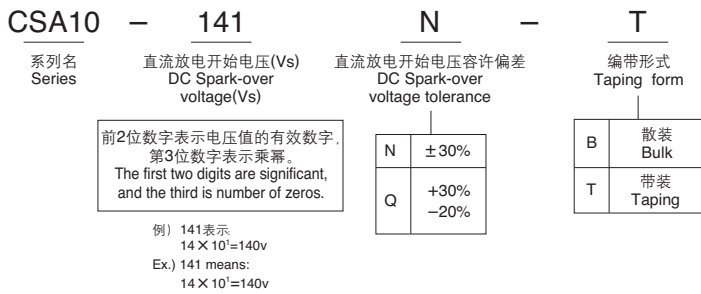 CSA10 – 141 N – T
系列名
Series
直流放电开始电压(Vs)
DC Spark-over
voltage(Vs)
直流放电开始电压容许偏差
DC Spark-over
voltage tolerance
编带形式
Taping form
前2位数字表示电压值的有效数字,
第3位数字表示乘幂。
The first two digits are significant,
and the third is number of zeros.
N ±30%
Q +30%
−20%
B 散装
Bulk
T 带装
Taping
例) 141表示:
14×10¹=140v
Ex.) 141 means:
14×10¹=140v